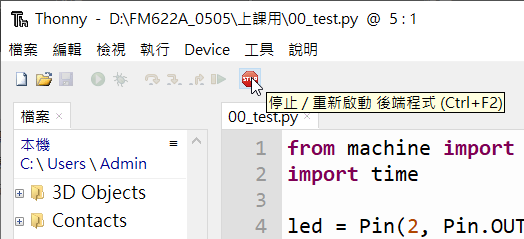 Thonny - D:\FM622A_0505\上課用\00_test.py @ 5 : 1
檔案 編輯 檢視 執行 Device 工具 說明
STOP
停止 / 重新啟動 後端程式 (Ctrl+F2)
檔案 ×
00_test.py ×
本機
C: \ Users \ Admin
3D Objects
Contacts
1 from machine import
2 import time
3
4 led = Pin(2, Pin.OUT